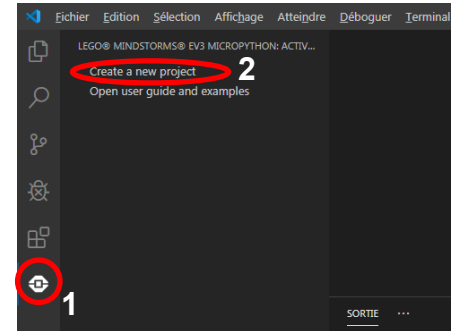 Fichier Edition Sélection Affichage Atteindre Déboguer Terminal
LEGO® MINDSTORMS® EV3 MICROPYTHON: ACTIV...
Create a new project 2
Open user guide and examples
1
SORTIE ...